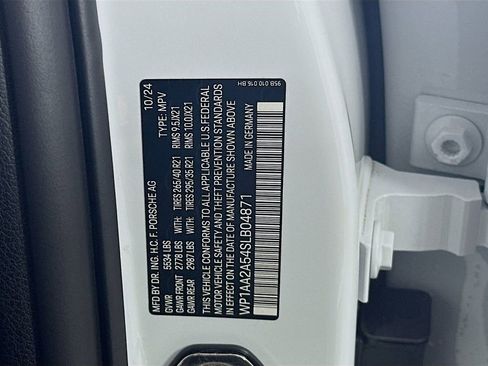 95B 010 016 BH
MFD BY DR. ING. H.C. F. PORSCHE AG 10/24
GVWR 5534 LBS TYPE: MPV
GAWR FRONT 2778 LBS WITH: TIRES 265/40 R21 RIMS 9.5JX21
GAWR REAR 2987 LBS WITH: TIRES 295/35 R21 RIMS 10.0JX21
THIS VEHICLE CONFORMS TO ALL APPLICABLE U.S. FEDERAL
MOTOR VEHICLE SAFETY AND THEFT PREVENTION STANDARDS
IN EFFECT ON THE DATE OF MANUFACTURE SHOWN ABOVE
WP1AA2A54SLB04871 MADE IN GERMANY